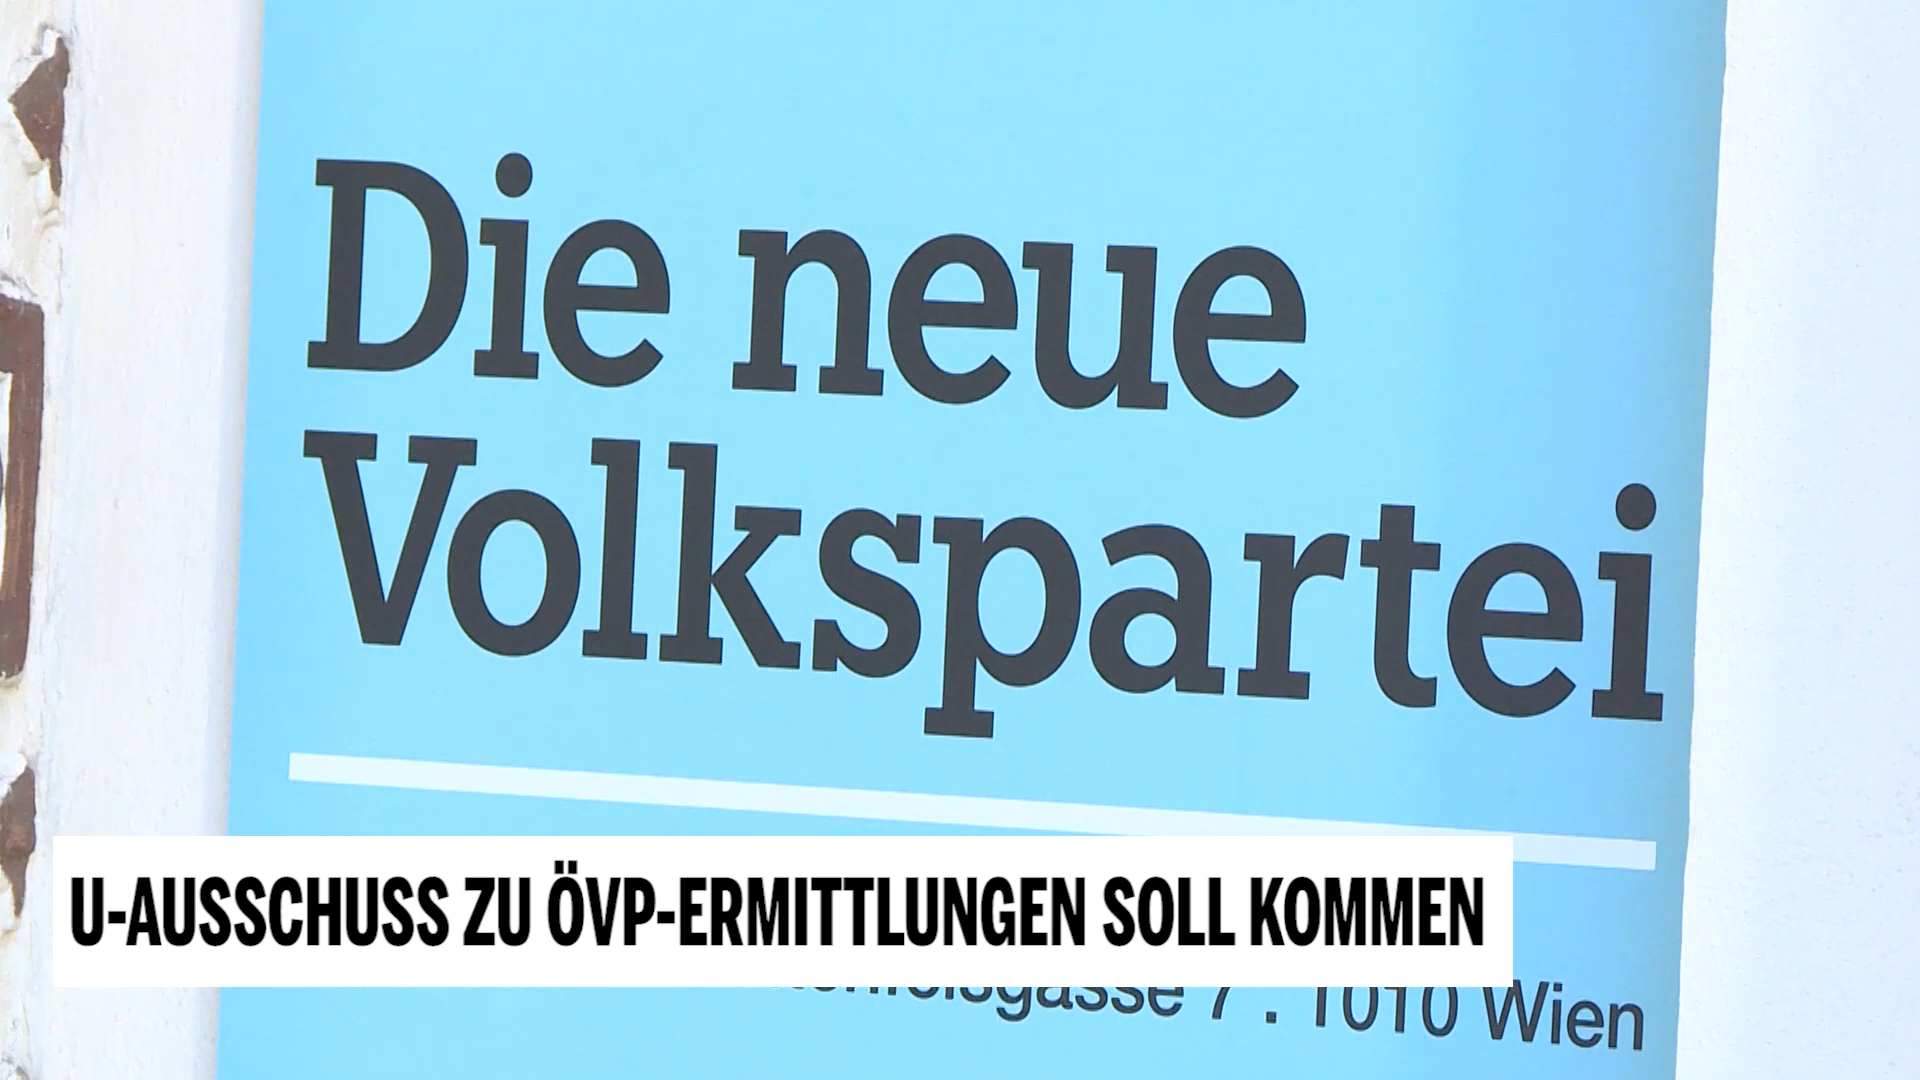 Die neue
Volkspartei
U-AUSSCHUSS ZU ÖVP-ERMITTLUNGEN SOLL KOMMEN
7 . 1010 Wien